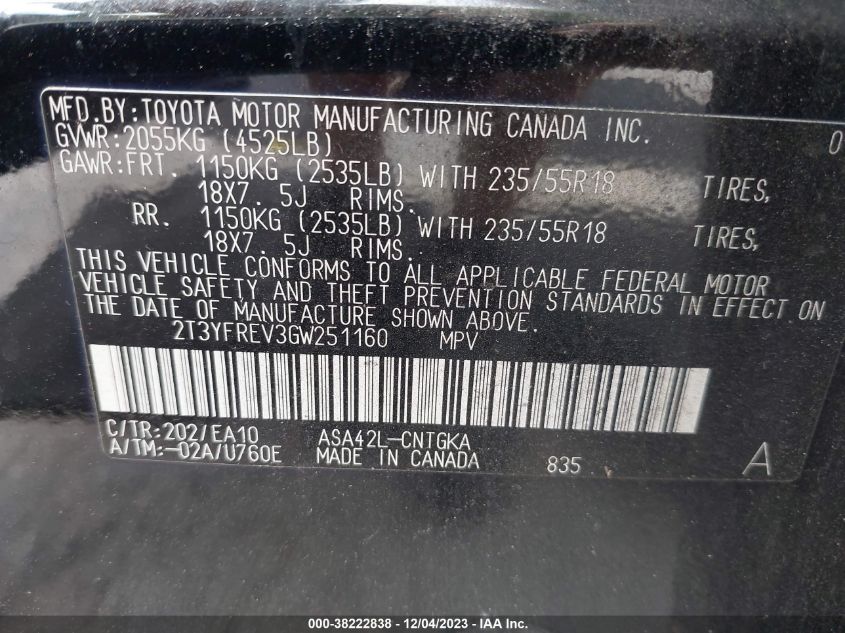 MFD.BY:TOYOTA MOTOR MANUFACTURING CANADA INC. 0
GVWR:2055KG (4525LB)
GAWR:FRT. 1150KG (2535LB) WITH 235/55R18 TIRES,
18X7. 5J RIMS.
RR. 1150KG (2535LB) WITH 235/55R18 TIRES,
18X7. 5J RIMS.
THIS VEHICLE CONFORMS TO ALL APPLICABLE FEDERAL MOTOR
VEHICLE SAFETY AND THEFT PREVENTION STANDARDS IN EFFECT ON
THE DATE OF MANUFACTURE SHOWN ABOVE.
2T3YFREV3GW251160 MPV
C/TR:202/EA10 ASA42L-CNTGKA
A/TM:-02A/U760E MADE IN CANADA 835 A
000-38222838 - 12/04/2023 - IAA Inc.